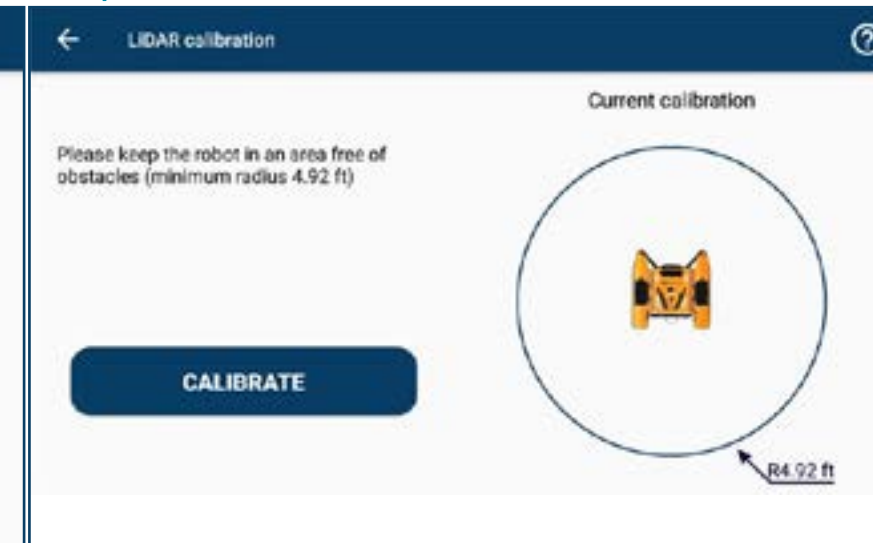 LiDAR calibration
Current calibration
Please keep the robot in an area free of
obstacles (minimum radius 4.92 ft)
CALIBRATE
R4.92 ft